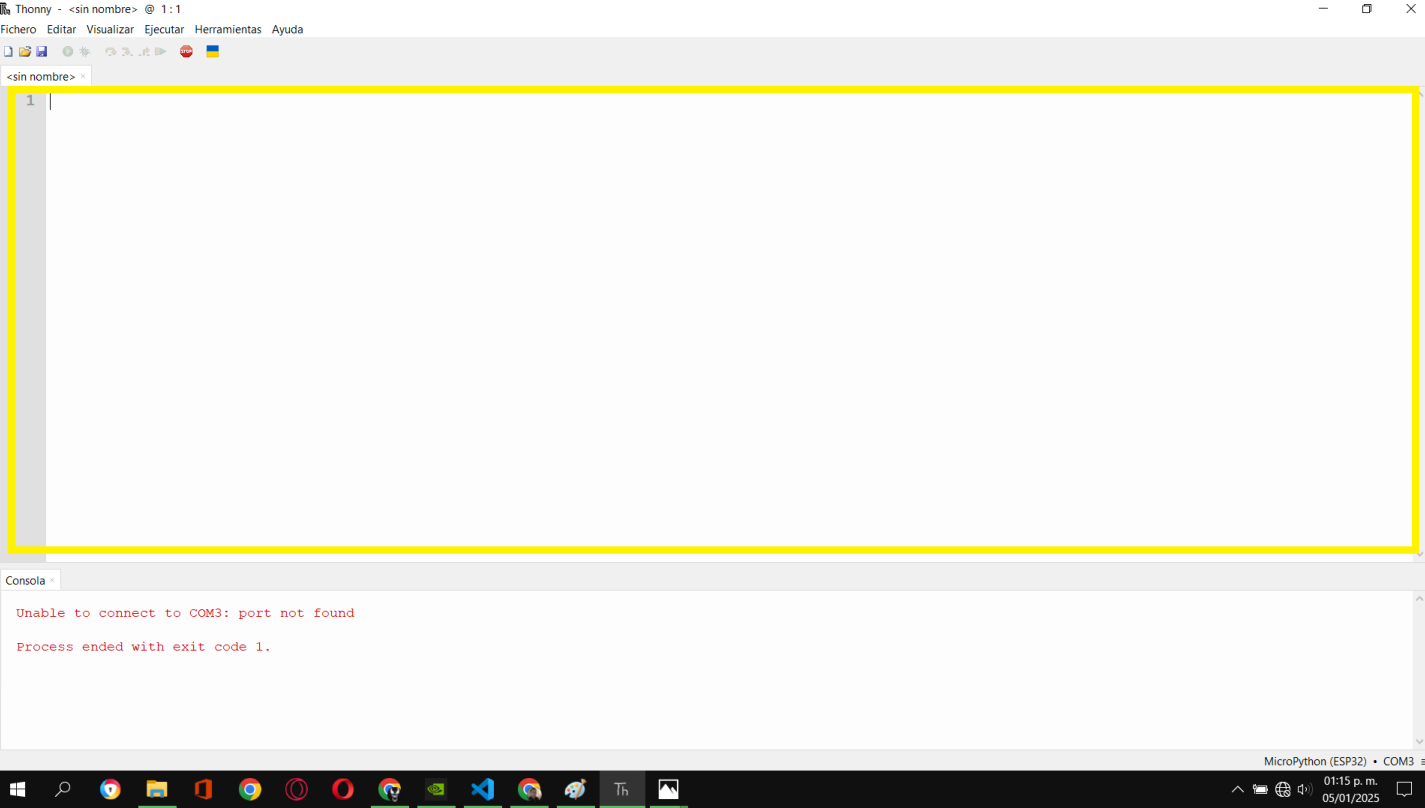 Thonny - <sin nombre> @ 1 : 1
Fichero Editar Visualizar Ejecutar Herramientas Ayuda
STOP
<sin nombre> ×
1
Consola ×
Unable to connect to COM3: port not found
Process ended with exit code 1.
MicroPython (ESP32) • COM3 ≡
Th
01:15 p. m.
05/01/2025